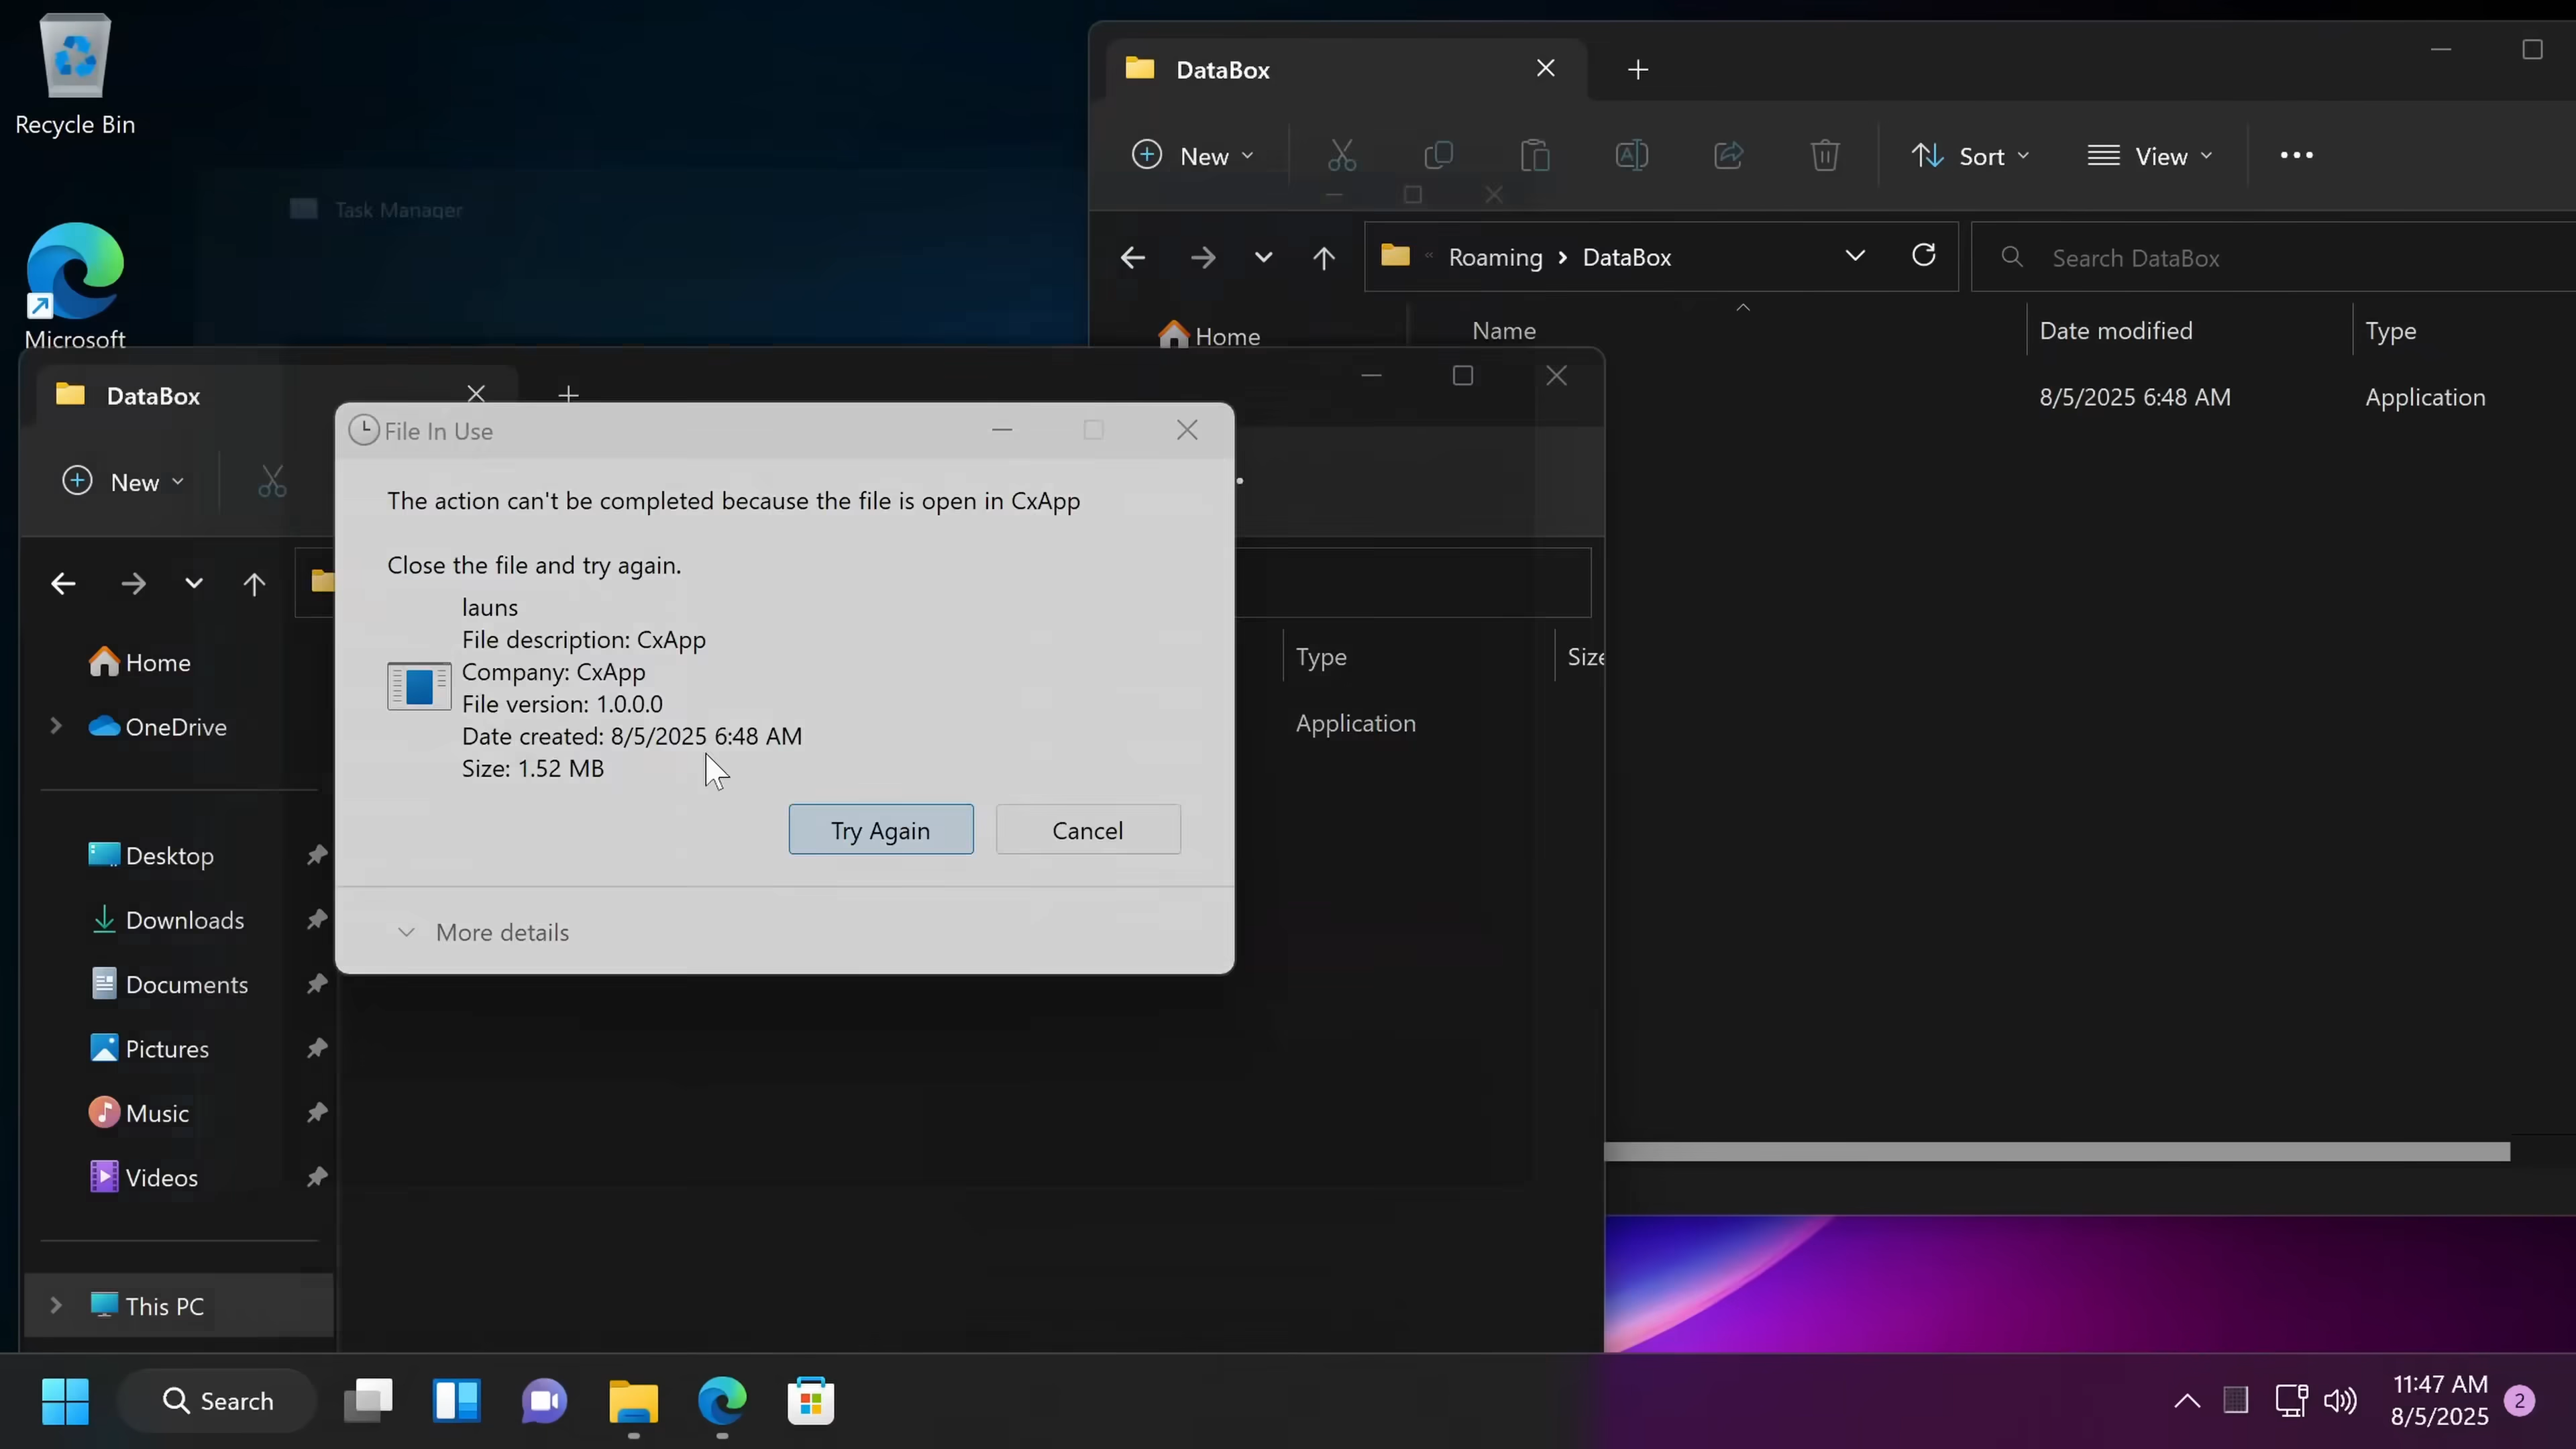 Recycle Bin
Microsoft
Task Manager
DataBox
New
Sort
View
Roaming
DataBox
Search DataBox
Home
Name
Date modified
Type
8/5/2025 6:48 AM
Application
DataBox
New
File In Use
The action can't be completed because the file is open in CxApp
Close the file and try again.
launs
File description: CxApp
Company: CxApp
File version: 1.0.0.0
Date created: 8/5/2025 6:48 AM
Size: 1.52 MB
Try Again
Cancel
More details
Type
Size
Application
Home
OneDrive
Desktop
Downloads
Documents
Pictures
Music
Videos
This PC
Search
11:47 AM
8/5/2025
2